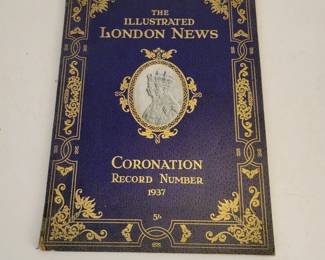 THE
ILLUSTRATED
LONDON NEWS
CORONATION
RECORD NUMBER
1937
5/-